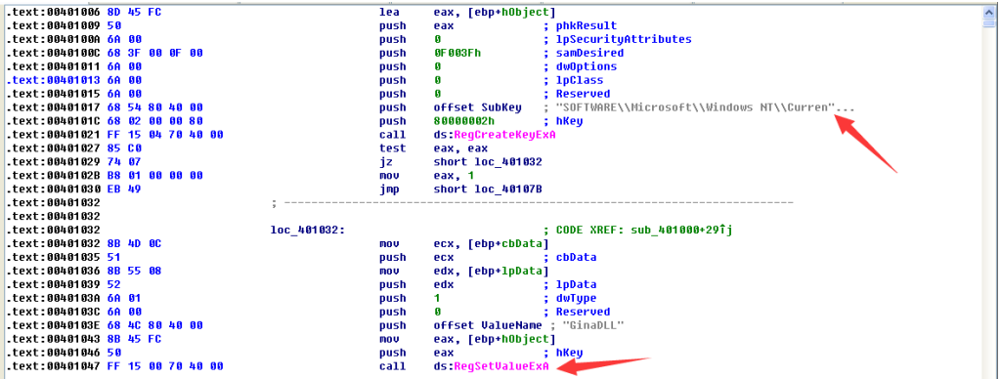 .text:00401006 8D 45 FC lea eax, [ebp+hObject]
.text:00401009 50 push eax ; phkResult
.text:0040100A 6A 00 push 0 ; lpSecurityAttributes
.text:0040100C 68 3F 00 0F 00 push 0F003Fh ; samDesired
.text:00401011 6A 00 push 0 ; dwOptions
.text:00401013 6A 00 push 0 ; lpClass
.text:00401015 6A 00 push 0 ; Reserved
.text:00401017 68 54 80 40 00 push offset SubKey ; "SOFTWARE\\Microsoft\\Windows NT\\Curren"...
.text:0040101C 68 02 00 00 80 push 80000002h ; hKey
.text:00401021 FF 15 04 70 40 00 call ds:RegCreateKeyExA
.text:00401027 85 C0 test eax, eax
.text:00401029 74 07 jz short loc_401032
.text:0040102B B8 01 00 00 00 mov eax, 1
.text:00401030 EB 49 jmp short loc_40107B
.text:00401032 ; ---------------------------------------------------------------------------
.text:00401032
.text:00401032 loc_401032: ; CODE XREF: sub_401000+29↑j
.text:00401032 8B 4D 0C mov ecx, [ebp+cbData]
.text:00401035 51 push ecx ; cbData
.text:00401036 8B 55 08 mov edx, [ebp+lpData]
.text:00401039 52 push edx ; lpData
.text:0040103A 6A 01 push 1 ; dwType
.text:0040103C 6A 00 push 0 ; Reserved
.text:0040103E 68 4C 80 40 00 push offset ValueName ; "GinaDLL"
.text:00401043 8B 45 FC mov eax, [ebp+hObject]
.text:00401046 50 push eax ; hKey
.text:00401047 FF 15 00 70 40 00 call ds:RegSetValueExA